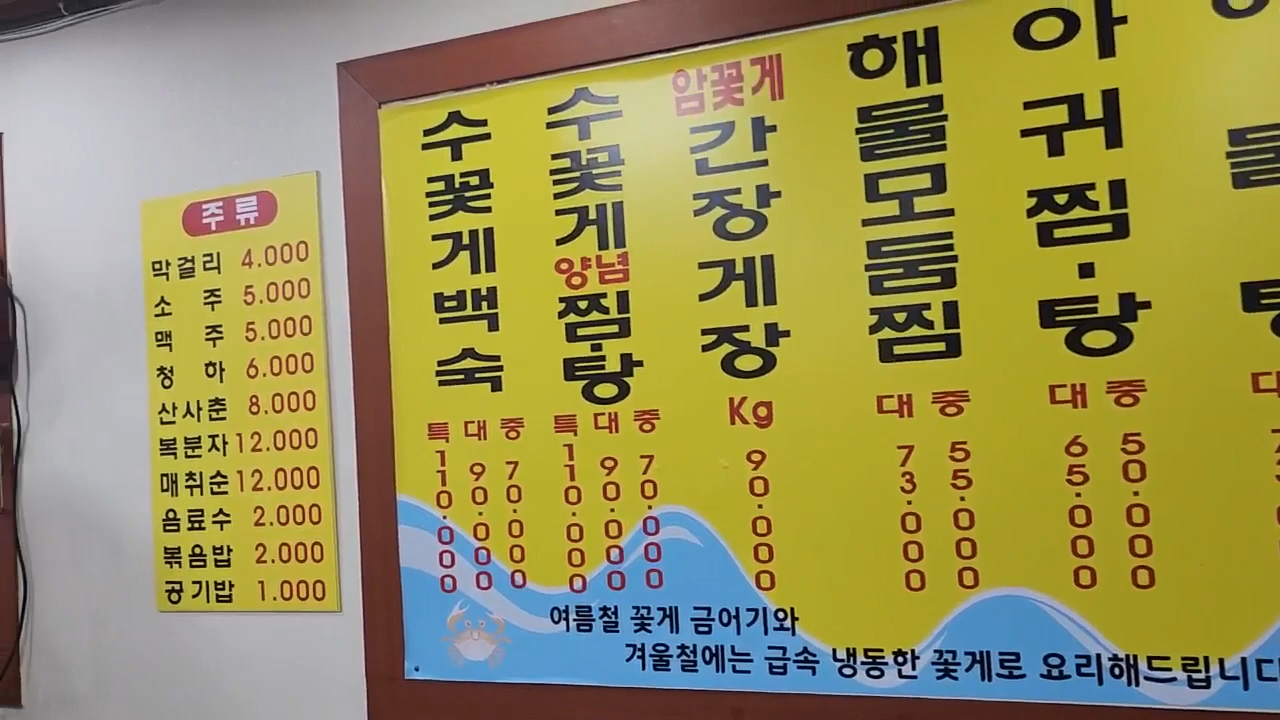 주류
막걸리 4.000
소주 5.000
맥주 5.000
청하 6.000
산사춘 8.000
복분자 12.000
매취순 12.000
음료수 2.000
볶음밥 2.000
공기밥 1.000
수꽃게백숙
특 대 중
110.000 90.000 70.000
수꽃게양념찜·탕
특 대 중
110.000 90.000 70.000
암꽃게간장게장
Kg
90.000
해물모둠찜
대 중
73.000 55.000
아귀찜·탕
대 중
65.000 50.000
여름철 꽃게 금어기와
겨울철에는 급속 냉동한 꽃게로 요리해드립니다